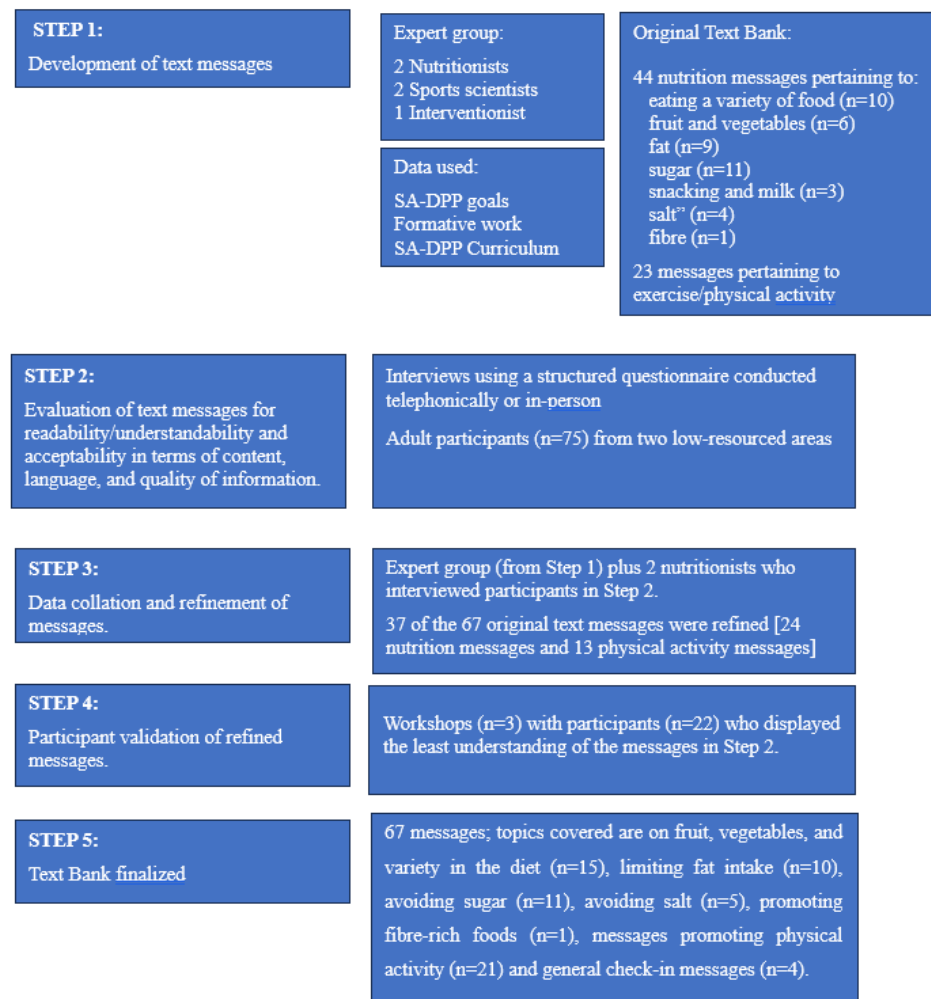 STEP 1:
Development of text messages
Expert group:
2 Nutritionists
2 Sports scientists
1 Interventionist
Data used:
SA-DPP goals
Formative work
SA-DPP Curriculum
Original Text Bank:
44 nutrition messages pertaining to:
eating a variety of food (n=10)
fruit and vegetables (n=6)
fat (n=9)
sugar (n=11)
snacking and milk (n=3)
salt” (n=4)
fibre (n=1)
23 messages pertaining to
exercise/physical activity
STEP 2:
Evaluation of text messages for
readability/understandability and
acceptability in terms of content,
language, and quality of information.
Interviews using a structured questionnaire conducted
telephonically or in-person
Adult participants (n=75) from two low-resourced areas
STEP 3:
Data collation and refinement of
messages.
Expert group (from Step 1) plus 2 nutritionists who
interviewed participants in Step 2.
37 of the 67 original text messages were refined [24
nutrition messages and 13 physical activity messages]
STEP 4:
Participant validation of refined
messages.
Workshops (n=3) with participants (n=22) who displayed
the least understanding of the messages in Step 2.
STEP 5:
Text Bank finalized
67 messages; topics covered are on fruit, vegetables, and
variety in the diet (n=15), limiting fat intake (n=10),
avoiding sugar (n=11), avoiding salt (n=5), promoting
fibre-rich foods (n=1), messages promoting physical
activity (n=21) and general check-in messages (n=4).